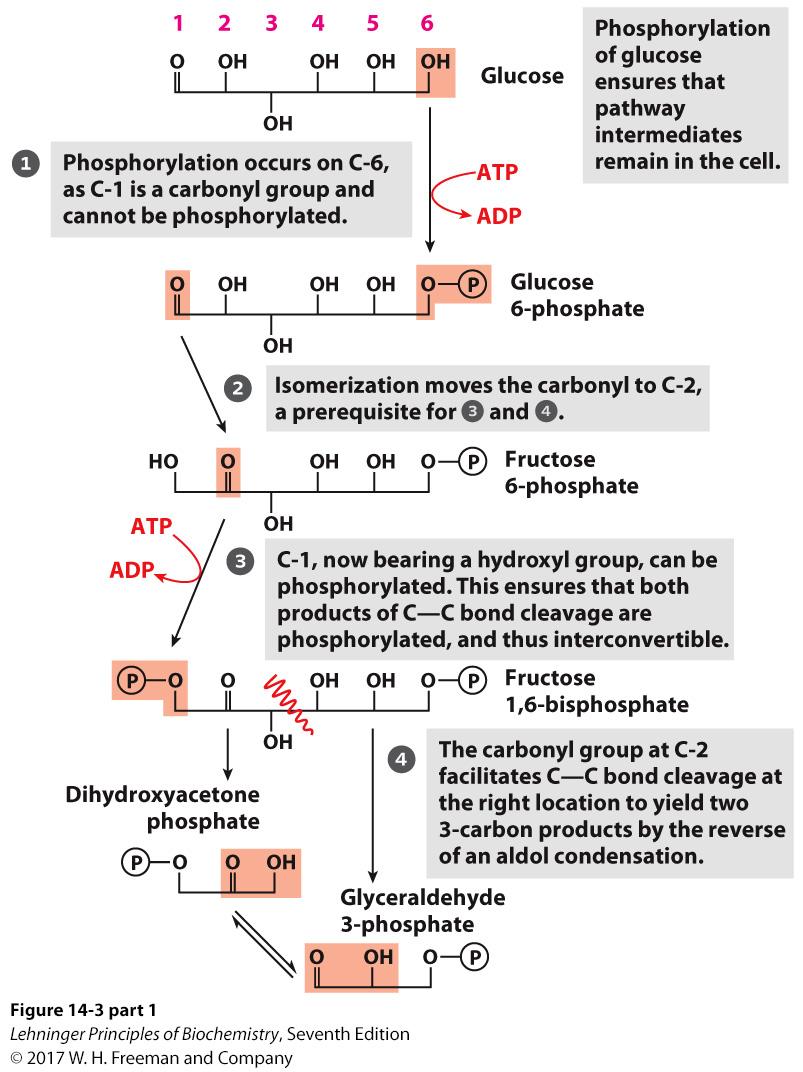 1 2 3 4 5 6
Phosphorylation
of glucose
ensures that
pathway
intermediates
remain in the cell.
O OH OH OH OH
Glucose
OH
1 Phosphorylation occurs on C-6,
as C-1 is a carbonyl group and
cannot be phosphorylated.
ATP
ADP
O OH OH OH O P
Glucose
6-phosphate
OH
2 Isomerization moves the carbonyl to C-2,
a prerequisite for 3 and 4.
HO O OH OH O P
Fructose
6-phosphate
OH
ATP
ADP
3 C-1, now bearing a hydroxyl group, can be
phosphorylated. This ensures that both
products of C—C bond cleavage are
phosphorylated, and thus interconvertible.
P O O OH OH O P
Fructose
1,6-bisphosphate
OH
4 The carbonyl group at C-2
facilitates C—C bond cleavage at
the right location to yield two
3-carbon products by the reverse
of an aldol condensation.
Dihydroxyacetone
phosphate
P O O OH
Glyceraldehyde
3-phosphate
O OH O P
Figure 14-3 part 1
Lehninger Principles of Biochemistry, Seventh Edition
© 2017 W. H. Freeman and Company